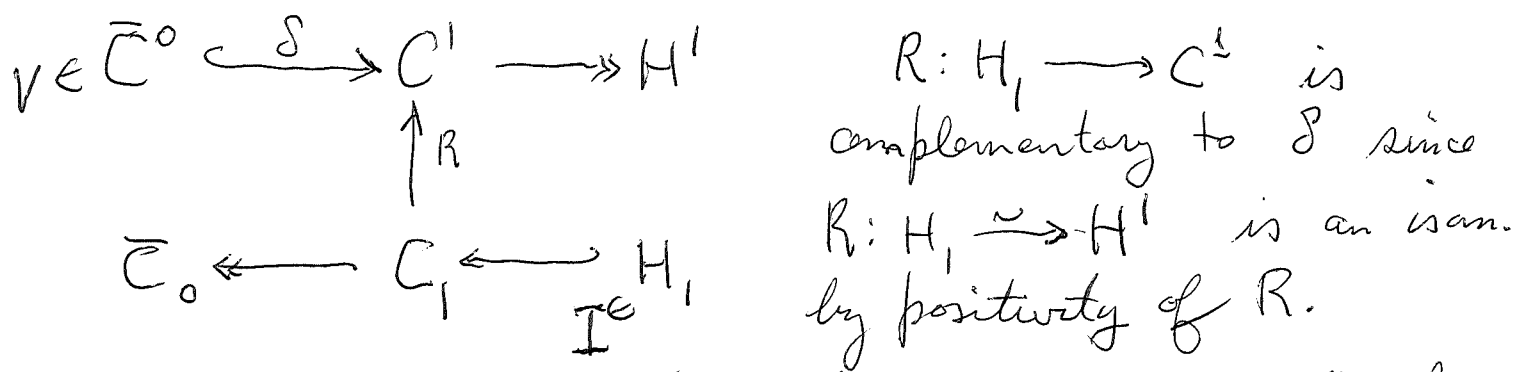 V ∈ C̄⁰ ↪ᵟ→ C¹ ↠ H¹
R : H₁ ⟶ C¹ is
complementary to δ since
↑ R
R : H₁ ⥲ H¹ is an isom.
C̄₀ ↞ C₁ ↩ H₁
by positivity of R.
I ∈